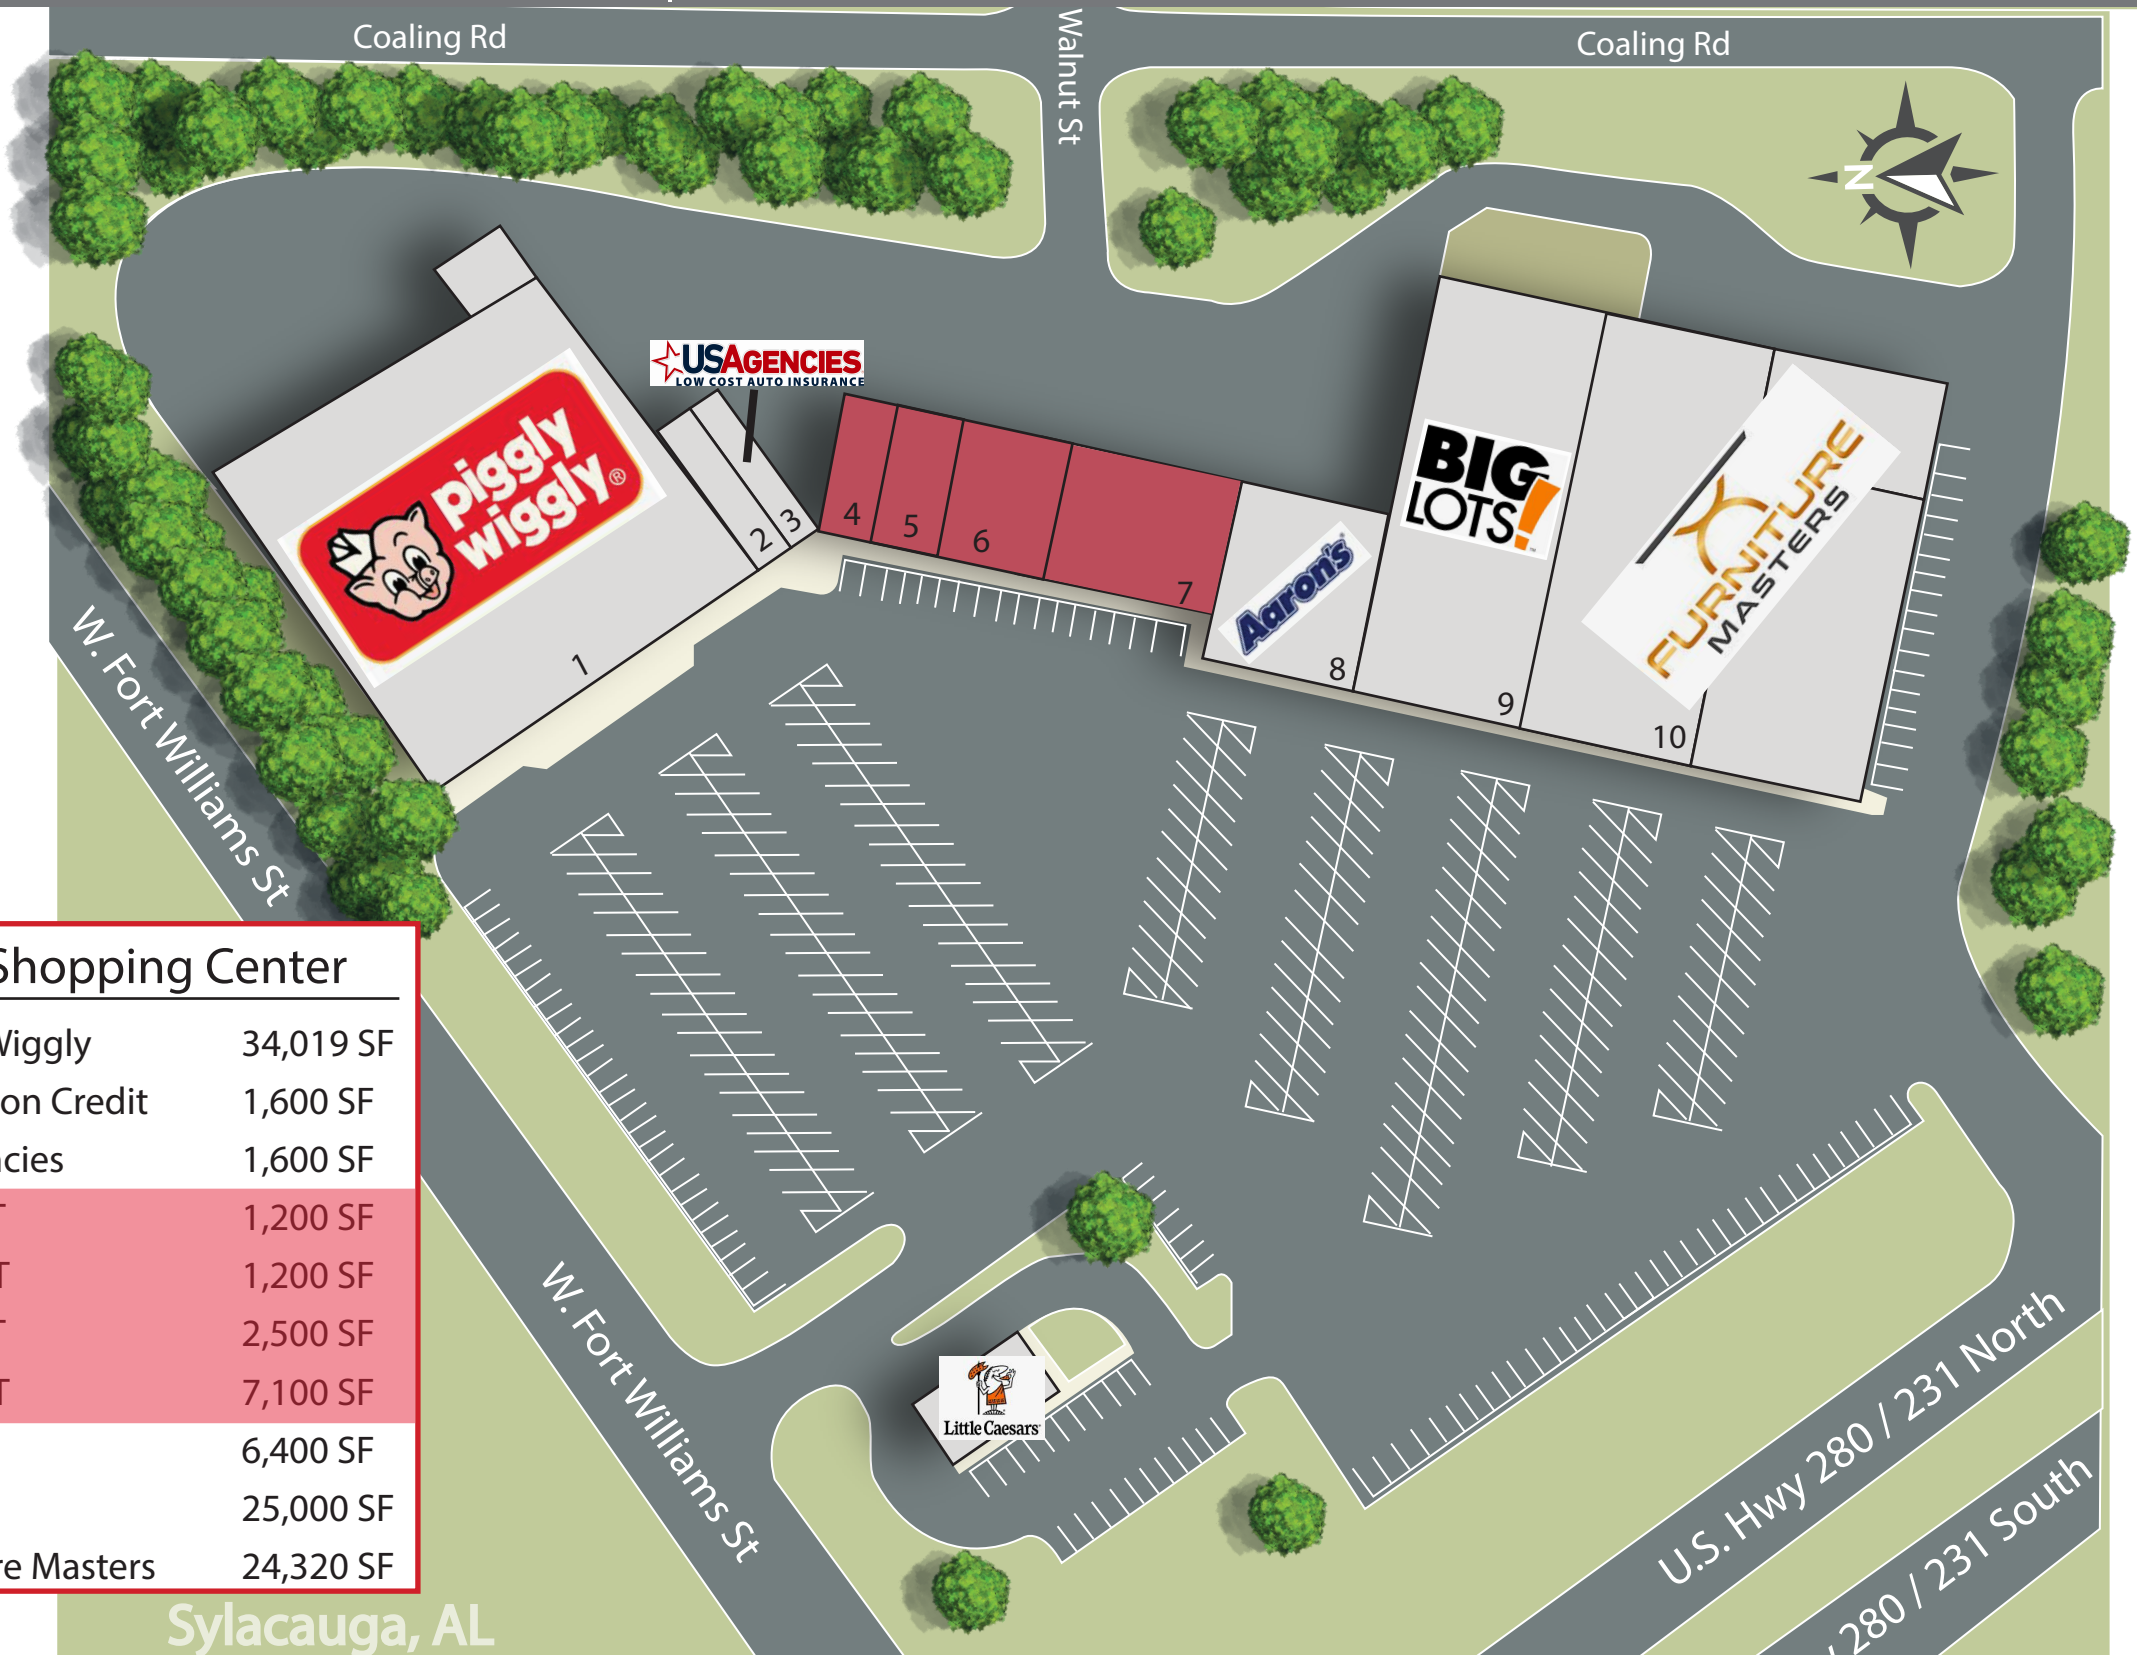 Coaling Rd
Walnut St
Coaling Rd
N
USAGENCIES
LOW COST AUTO INSURANCE
piggly
wiggly®
1
2
3
4
5
6
7
Aaron's
8
BIG
LOTS!
9
FURNITURE
MASTERS
10
W. Fort Williams St
Shopping Center
Wiggly 34,019 SF
on Credit 1,600 SF
ncies 1,600 SF
T 1,200 SF
T 1,200 SF
T 2,500 SF
T 7,100 SF
6,400 SF
25,000 SF
re Masters 24,320 SF
Sylacauga, AL
W. Fort Williams St
Little Caesars
U.S. Hwy 280 / 231 North
280 / 231 South